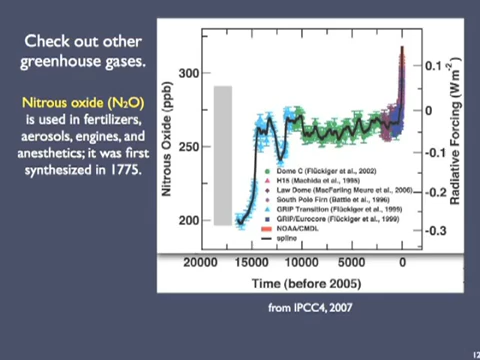 Check out other
greenhouse gases.
Nitrous oxide (N2O)
is used in fertilizers,
aerosols, engines, and
anesthetics; it was first
synthesized in 1775.
Nitrous Oxide (ppb)
300
250
200
Radiative Forcing (Wm-2)
0.1
0
-0.1
-0.2
-0.3
Dome C (Flückiger et al., 2002)
H15 (Machida et al., 1995)
Law Dome (MacFarling Meure et al., 2006)
South Pole Firn (Battle et al., 1996)
GRIP Transition (Flückiger et al., 1999)
GRIP/Eurocore (Flückiger et al., 1999)
NOAA/CMDL
spline
20000 15000 10000 5000 0
Time (before 2005)
from IPCC4, 2007
12